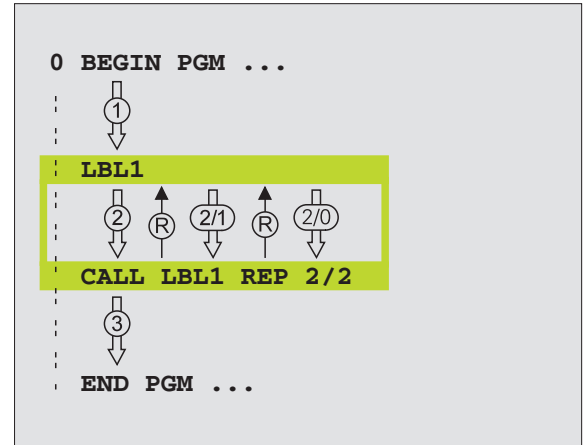 0 BEGIN PGM ...
1
LBL1
2 R 2/1 R 2/0
CALL LBL1 REP 2/2
3
END PGM ...